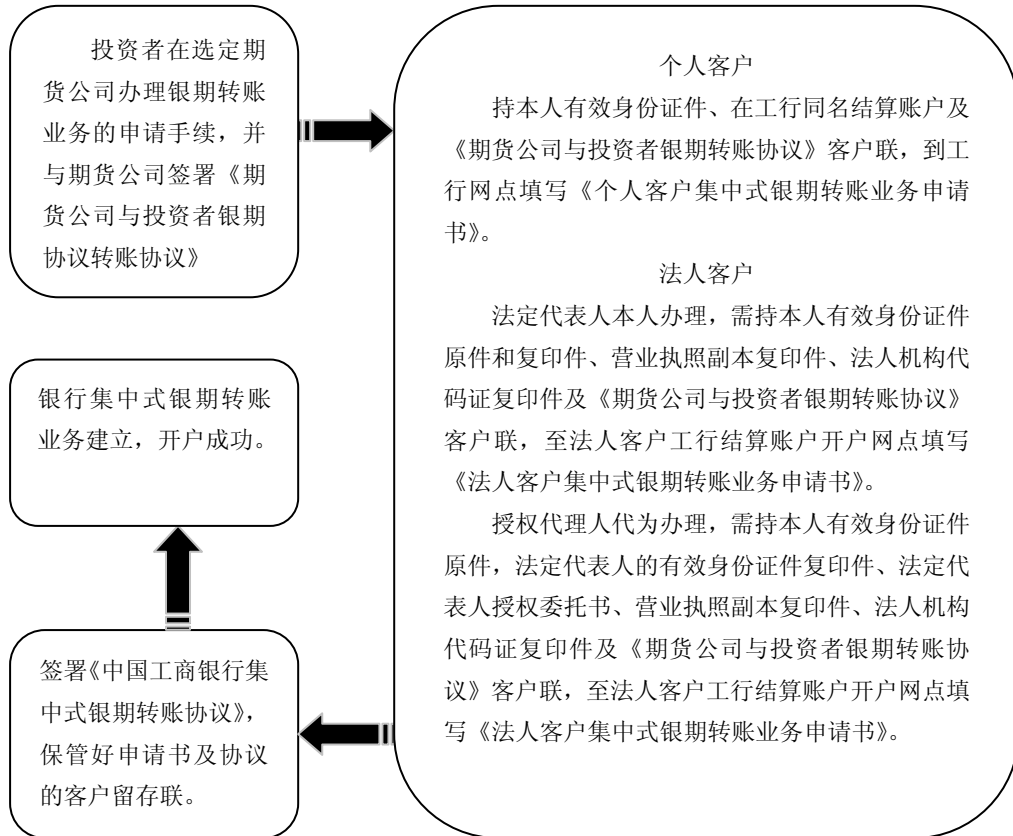 投资者在选定期
货公司办理银期转账
业务的申请手续，并
与期货公司签署《期
货公司与投资者银期
协议转账协议》
个人客户
持本人有效身份证件、在工行同名结算账户及
《期货公司与投资者银期转账协议》客户联，到工
行网点填写《个人客户集中式银期转账业务申请
书》。
法人客户
法定代表人本人办理，需持本人有效身份证件
原件和复印件、营业执照副本复印件、法人机构代
码证复印件及《期货公司与投资者银期转账协议》
客户联，至法人客户工行结算账户开户网点填写
《法人客户集中式银期转账业务申请书》。
授权代理人代为办理，需持本人有效身份证件
原件，法定代表人的有效身份证件复印件、法定代
表人授权委托书、营业执照副本复印件、法人机构
代码证复印件及《期货公司与投资者银期转账协
议》客户联，至法人客户工行结算账户开户网点填
写《法人客户集中式银期转账业务申请书》。
签署《中国工商银行集
中式银期转账协议》，
保管好申请书及协议
的客户留存联。
银行集中式银期转账
业务建立，开户成功。